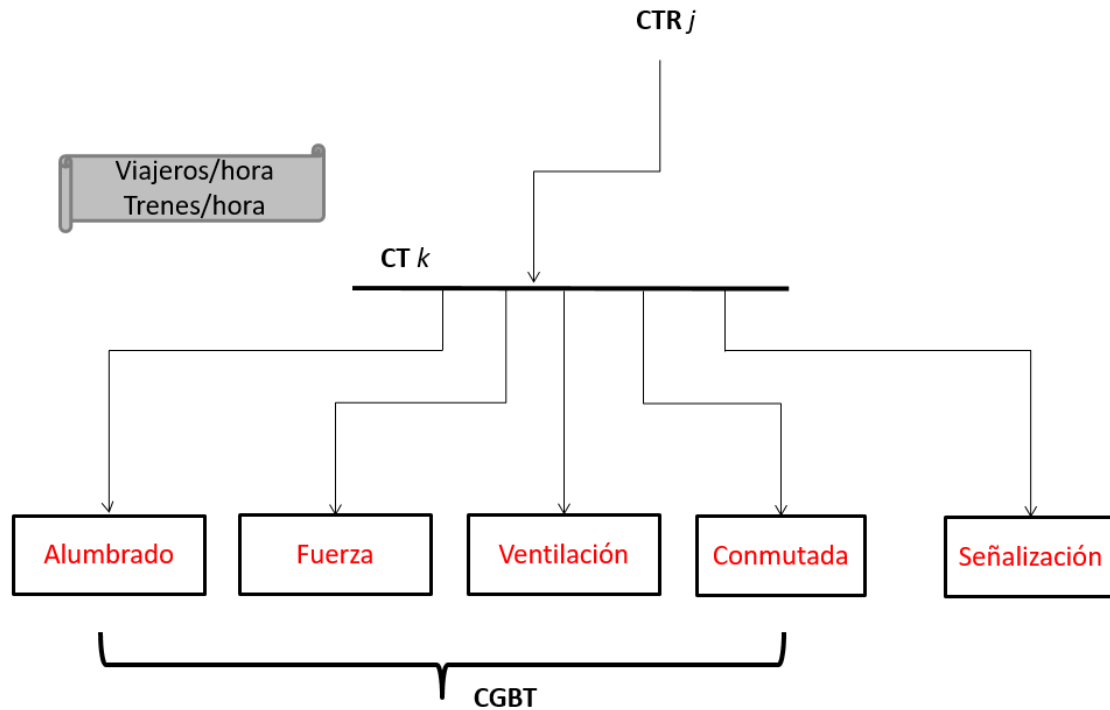 CTR j
Viajeros/hora
Trenes/hora
CT k
Alumbrado
Fuerza
Ventilación
Conmutada
Señalización
CGBT